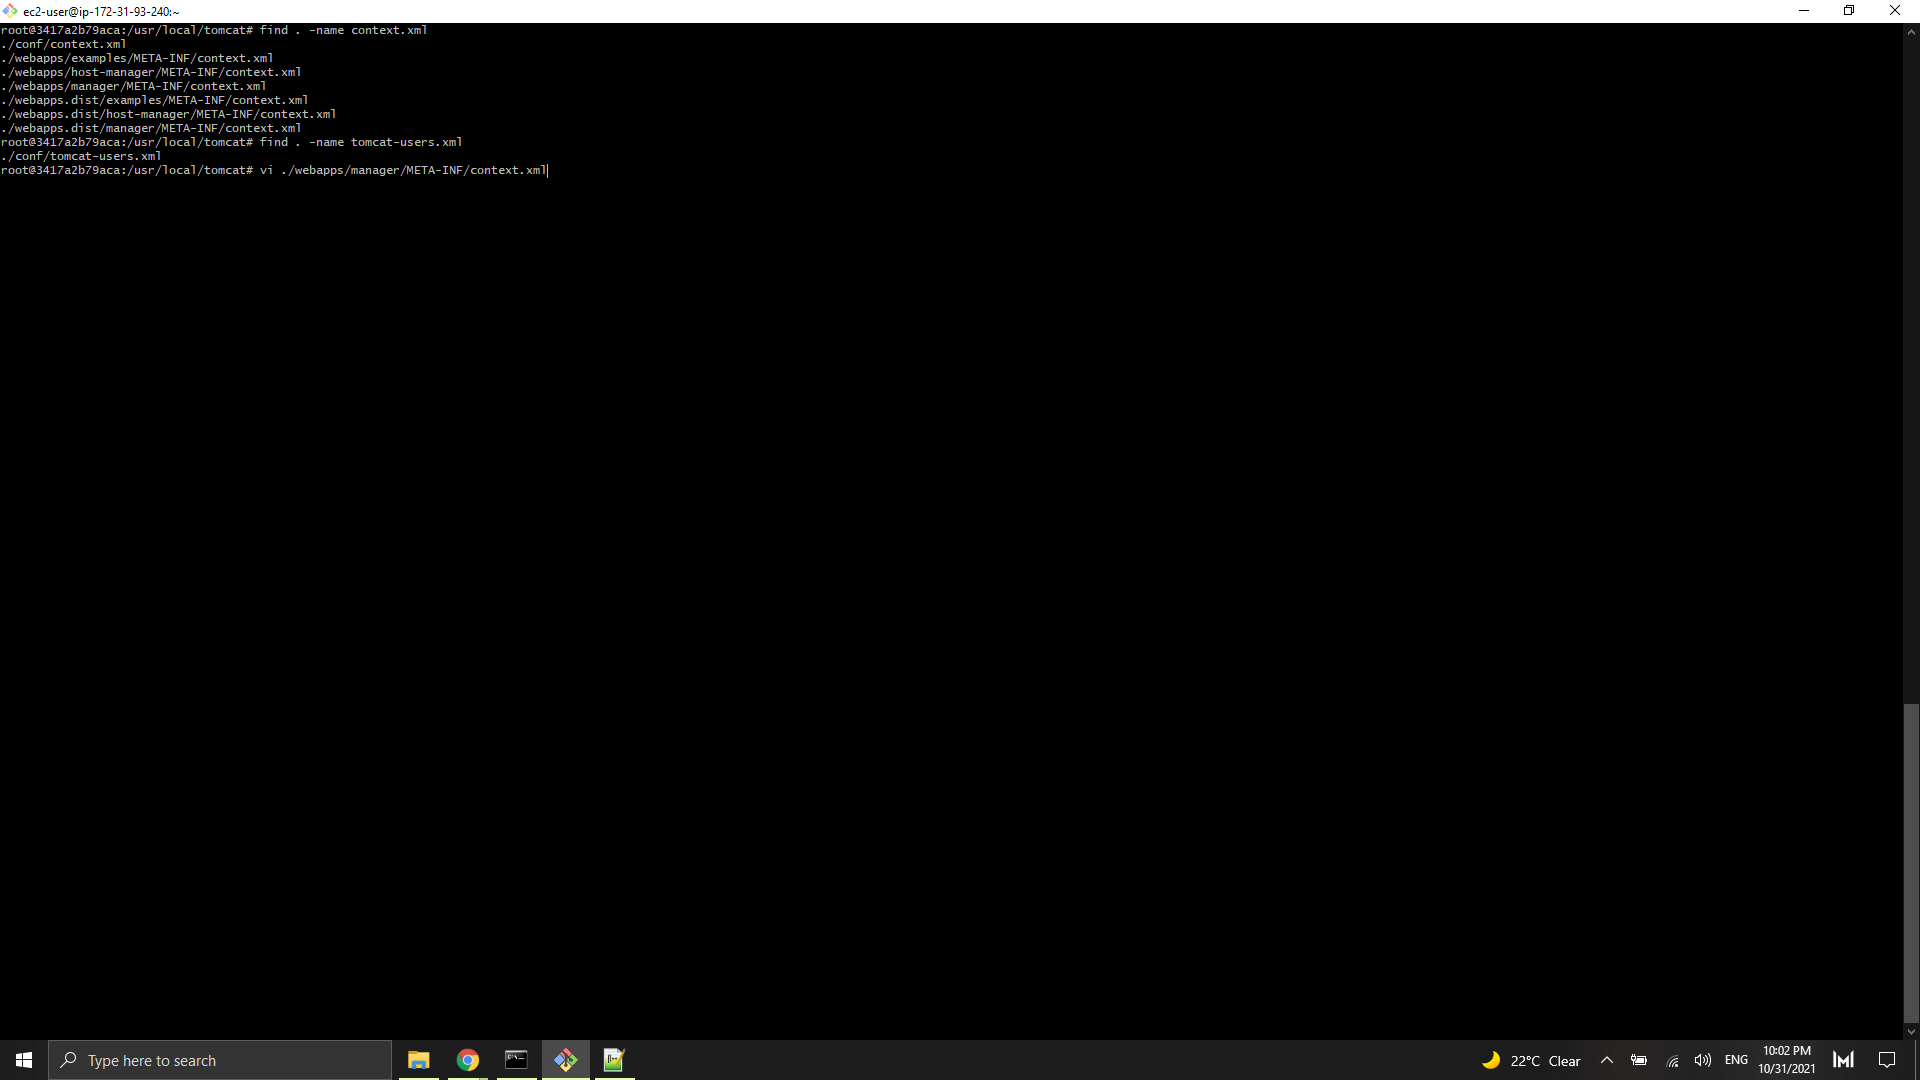 ec2-user@ip-172-31-93-240:~
root@3417a2b79aca:/usr/local/tomcat# find . -name context.xml
./conf/context.xml
./webapps/examples/META-INF/context.xml
./webapps/host-manager/META-INF/context.xml
./webapps/manager/META-INF/context.xml
./webapps.dist/examples/META-INF/context.xml
./webapps.dist/host-manager/META-INF/context.xml
./webapps.dist/manager/META-INF/context.xml
root@3417a2b79aca:/usr/local/tomcat# find . -name tomcat-users.xml
./conf/tomcat-users.xml
root@3417a2b79aca:/usr/local/tomcat# vi ./webapps/manager/META-INF/context.xml
Type here to search
22°C Clear
ENG
10:02 PM
10/31/2021